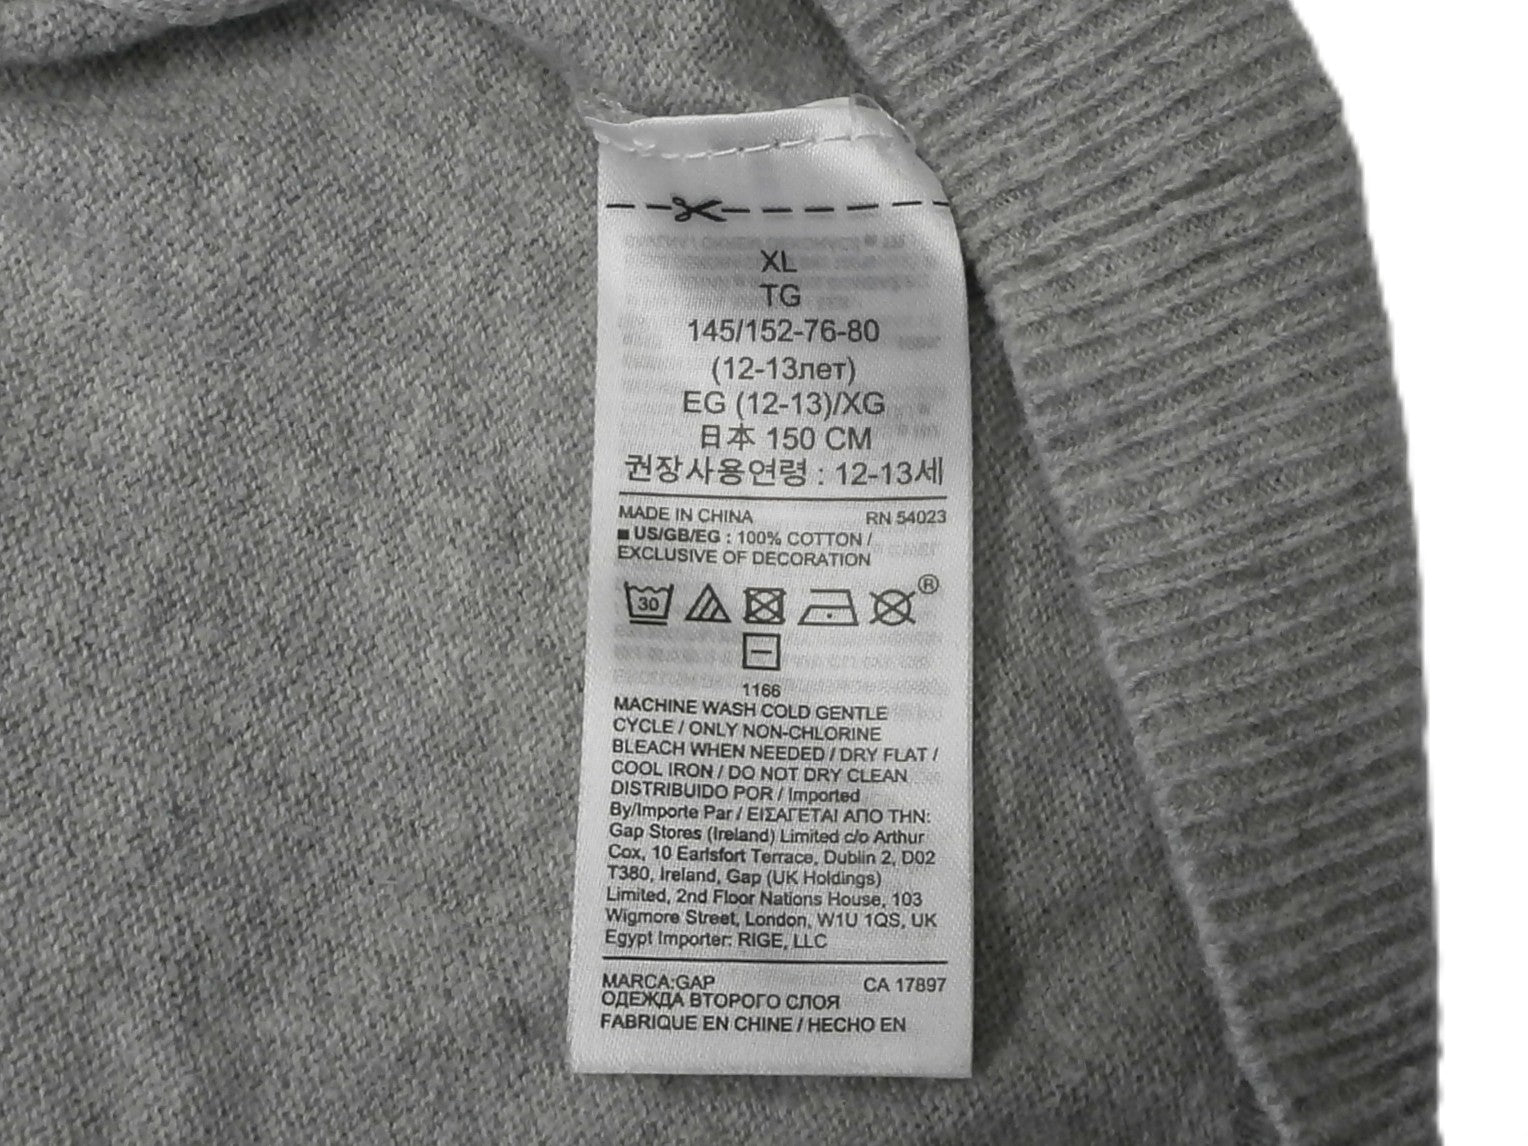 XL
TG
145/152-76-80
(12-13лет)
EG (12-13)/XG
日本 150 CM
권장사용연령 : 12-13세
MADE IN CHINA RN 54023
■ US/GB/EG : 100% COTTON /
EXCLUSIVE OF DECORATION
30 ®
1166
MACHINE WASH COLD GENTLE
CYCLE / ONLY NON-CHLORINE
BLEACH WHEN NEEDED / DRY FLAT /
COOL IRON / DO NOT DRY CLEAN
DISTRIBUIDO POR / Imported
By/Importe Par / ΕΙΣΑΓΕΤΑΙ ΑΠΟ ΤΗΝ:
Gap Stores (Ireland) Limited c/o Arthur
Cox, 10 Earlsfort Terrace, Dublin 2, D02
T380, Ireland, Gap (UK Holdings)
Limited, 2nd Floor Nations House, 103
Wigmore Street, London, W1U 1QS, UK
Egypt Importer: RIGE, LLC
MARCA:GAP CA 17897
ОДЕЖДА ВТОРОГО СЛОЯ
FABRIQUE EN CHINE / HECHO EN